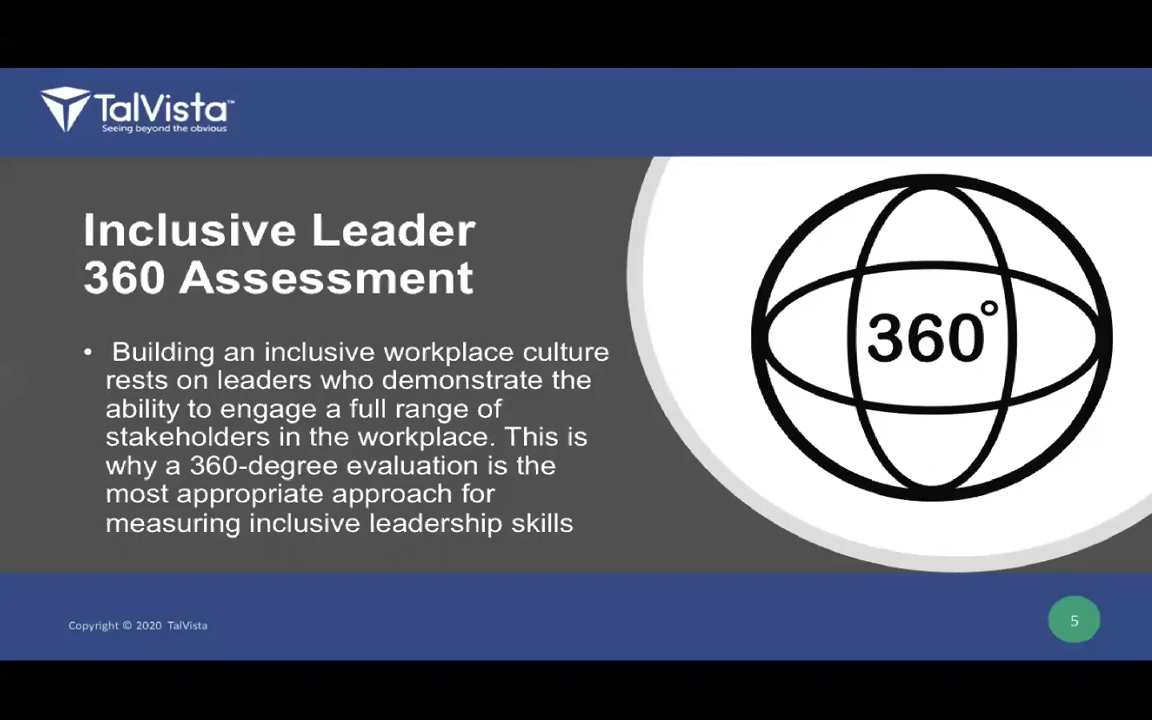 TalVista™
Seeing beyond the obvious
Inclusive Leader
360 Assessment
• Building an inclusive workplace culture
rests on leaders who demonstrate the
ability to engage a full range of
stakeholders in the workplace. This is
why a 360-degree evaluation is the
most appropriate approach for
measuring inclusive leadership skills
360°
Copyright © 2020 TalVista
5